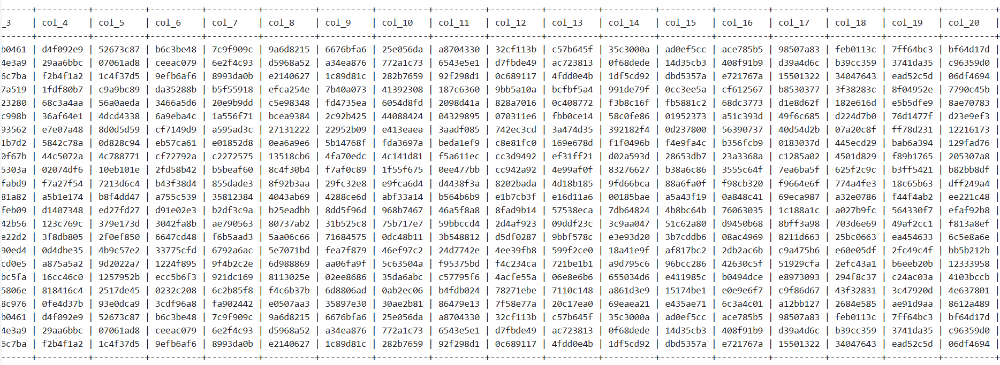 ------+----------+----------+----------+----------+----------+----------+----------+----------+----------+----------+----------+----------+----------+----------+----------+----------+----------+
_3    | col_4    | col_5    | col_6    | col_7    | col_8    | col_9    | col_10   | col_11   | col_12   | col_13   | col_14   | col_15   | col_16   | col_17   | col_18   | col_19   | col_20   |
------+----------+----------+----------+----------+----------+----------+----------+----------+----------+----------+----------+----------+----------+----------+----------+----------+----------+
b0461 | d4f092e9 | 52673c87 | b6c3be48 | 7c9f909c | 9a6d8215 | 6676bfa6 | 25e056da | a8704330 | 32cf113b | c57b645f | 35c3000a | ad0ef5cc | ace785b5 | 98507a83 | feb0113c | 7ff64bc3 | bf64d17d |
4e3a9 | 29aa6bbc | 07061ad8 | ceeac079 | 6e2f4c93 | d5968a52 | a34ea876 | 772a1c73 | 6543e5e1 | d7fbde49 | ac723813 | 0f68dede | 14d35cb3 | 408f91b9 | d39a4d6c | b39cc359 | 3741da35 | c96359d0 |
6c7ba | f2b4f1a2 | 1c4f37d5 | 9efb6af6 | 8993da0b | e2140627 | 1c89d81c | 282b7659 | 92f298d1 | 0c689117 | 4fdd0e4b | 1df5cd92 | dbd5357a | e721767a | 15501322 | 34047643 | ead52c5d | 06df4694 |
7a519 | 1fdf80b7 | c9a9bc89 | da35288b | b5f55918 | efca254e | 7b40a073 | 41392308 | 187c6360 | 9bb5a10a | bcfbf5a4 | 991de79f | 0cc3ee5a | cf612567 | b8530377 | 3f38283c | 8f04952e | 7790c45b |
23280 | 68c3a4aa | 56a0aeda | 3466a5d6 | 20e9b9dd | c5e98348 | fd4735ea | 6054d8fd | 2098d41a | 828a7016 | 0c408772 | f3b8c16f | fb5881c2 | 68dc3773 | d1e8d62f | 182e616d | e5b5dfe9 | 8ae70783 |
c998b | 36af64e1 | 4dcd4338 | 6a9eba4c | 1a556f71 | bcea9384 | 2c92b425 | 44088424 | 04329895 | 070311e6 | fbb0ce14 | 58c0fe86 | 01952373 | a51c393d | 49f6c685 | d224d7b0 | 76d1477f | d23e9ef3 |
93562 | e7e07a48 | 8d0d5d59 | cf7149d9 | a595ad3c | 27131222 | 22952b09 | e413eaea | 3aadf085 | 742ec3cd | 3a474d35 | 392182f4 | 0d237800 | 56390737 | 40d54d2b | 07a20c8f | ff78d231 | 12216173 |
1b7d2 | 5842c78a | 0d828c94 | eb57ca61 | e01852d8 | 0ea6a9e6 | 5b14768f | fda3697a | beda1ef9 | c8e81fc0 | 169e678d | f1f0496b | f4e9fa4c | b356fcb9 | 0183037d | 445ecd29 | bab6a394 | 129fad76 |
0f67b | 44c5072a | 4c788771 | cf72792a | c2272575 | 13518cb6 | 4fa70edc | 4c141d81 | f5a611ec | cc3d9492 | ef31ff21 | d02a593d | 28653db7 | 23a3368a | c1285a02 | 4501d829 | f89b1765 | 205307a8 |
5303a | 02074df6 | 10eb101e | 2fd58b42 | b5beaf60 | 8c4f30b4 | f7af0c89 | 1f55f675 | 0ee477bb | cc942a92 | 4e99af0f | 83276627 | b38a6c86 | 3555c64f | 7ea6ba5f | 625f2c9c | b3ff5421 | b82bb8df |
fabd9 | f7a27f54 | 7213d6c4 | b43f38d4 | 855dade3 | 8f92b3aa | 29fc32e8 | e9fca6d4 | d4438f3a | 8202bada | 4d18b185 | 9fd66bca | 88a6fa0f | f98cb320 | f9664e6f | 774a4fe3 | 18c65b63 | dff249a4 |
81a82 | a5b1e174 | b8f4dd47 | a755c539 | 35812384 | 4043ab69 | 4288ce6d | abf33a14 | b564b6b9 | e1b7cb3f | e16d11a6 | 00185bae | a5a43f19 | 0a848c41 | 69eca987 | a32e0786 | f44f4ab2 | ee221c48 |
feb09 | d1407348 | ed27fd27 | d91e02e3 | b2df3c9a | b25eadbb | 8dd5f96d | 968b7467 | 46a5f8a8 | 8fad9b14 | 57538eca | 7db64824 | 4b8bc64b | 76063035 | 1c188a1c | a027b9fc | 564330f7 | efaf92b8 |
42b56 | 123c769c | 379e173d | 3042fa8b | ae790563 | 80737ab2 | 31b525c8 | 75b717e7 | 59bbccd4 | 2d4af923 | 09ddf23c | 3c9aa047 | 51c62a80 | d9450b68 | 8bff3a98 | 703d6e69 | 49af2cc1 | f813a8ef |
e22d2 | 3f8db805 | 2f0ef850 | 6647cd48 | f6b5aad3 | 5aa06c66 | 71684575 | 0dc48b11 | 3b548812 | d5df0287 | 9bbf578c | e3e93d20 | 3b7cddb6 | 08ac4969 | 8211d663 | 25bc0663 | ea454633 | 6c5e8a6e |
90ed4 | 0d4dbe35 | 4b9c57e2 | 33775cfd | 6792a6ac | 5e7071bd | fea7f879 | 46ef97c2 | 24d7742e | 4ee39fb8 | 599f2ce0 | 18a41e9f | af817bc2 | 2db2ac6b | c9a475b6 | e60e05df | 2fc49c4f | bb5b212b |
cd0e5 | a875a5a2 | 9d2022a7 | 1224f895 | 9f4b2c2e | 6d988869 | aa06fa9f | 5c63504a | f95375bd | f4c234ca | 721be1b1 | a9d795c6 | 96bcc286 | 42630c5f | 51929cfa | 2efc43a1 | b6eeb20b | 12333958 |
bc5fa | 16cc46c0 | 1257952b | ecc5b6f3 | 921dc169 | 8113025e | 02ee8686 | 35da6abc | c57795f6 | 4acfe55a | 06e8e6b6 | 655034d6 | e411985c | b0494dce | e8973093 | 294f8c37 | c24ac03a | 4103bccb |
5806e | 818416c4 | 2517de45 | 0232c208 | 6c2b85f8 | f4c6b37b | 6d8806ad | 0ab2ec06 | b4fdb024 | 78271ebe | 7110c148 | a861d3e9 | 15174be1 | e0e9e6f7 | c9f86d67 | 43f32831 | 3c47920d | 4e637801 |
8c976 | 0fe4d37b | 93e0dca9 | 3cdf96a8 | fa902442 | e0507aa3 | 35897e30 | 30ae2b81 | 86479e13 | 7f58e77a | 20c17ea0 | 69eaea21 | e435ae71 | 6c3a4c01 | a12bb127 | 2684e585 | ae91d9aa | 8612a489 |
b0461 | d4f092e9 | 52673c87 | b6c3be48 | 7c9f909c | 9a6d8215 | 6676bfa6 | 25e056da | a8704330 | 32cf113b | c57b645f | 35c3000a | ad0ef5cc | ace785b5 | 98507a83 | feb0113c | 7ff64bc3 | bf64d17d |
4e3a9 | 29aa6bbc | 07061ad8 | ceeac079 | 6e2f4c93 | d5968a52 | a34ea876 | 772a1c73 | 6543e5e1 | d7fbde49 | ac723813 | 0f68dede | 14d35cb3 | 408f91b9 | d39a4d6c | b39cc359 | 3741da35 | c96359d0 |
6c7ba | f2b4f1a2 | 1c4f37d5 | 9efb6af6 | 8993da0b | e2140627 | 1c89d81c | 282b7659 | 92f298d1 | 0c689117 | 4fdd0e4b | 1df5cd92 | dbd5357a | e721767a | 15501322 | 34047643 | ead52c5d | 06df4694 |
------+----------+----------+----------+----------+----------+----------+----------+----------+----------+----------+----------+----------+----------+----------+----------+----------+----------+